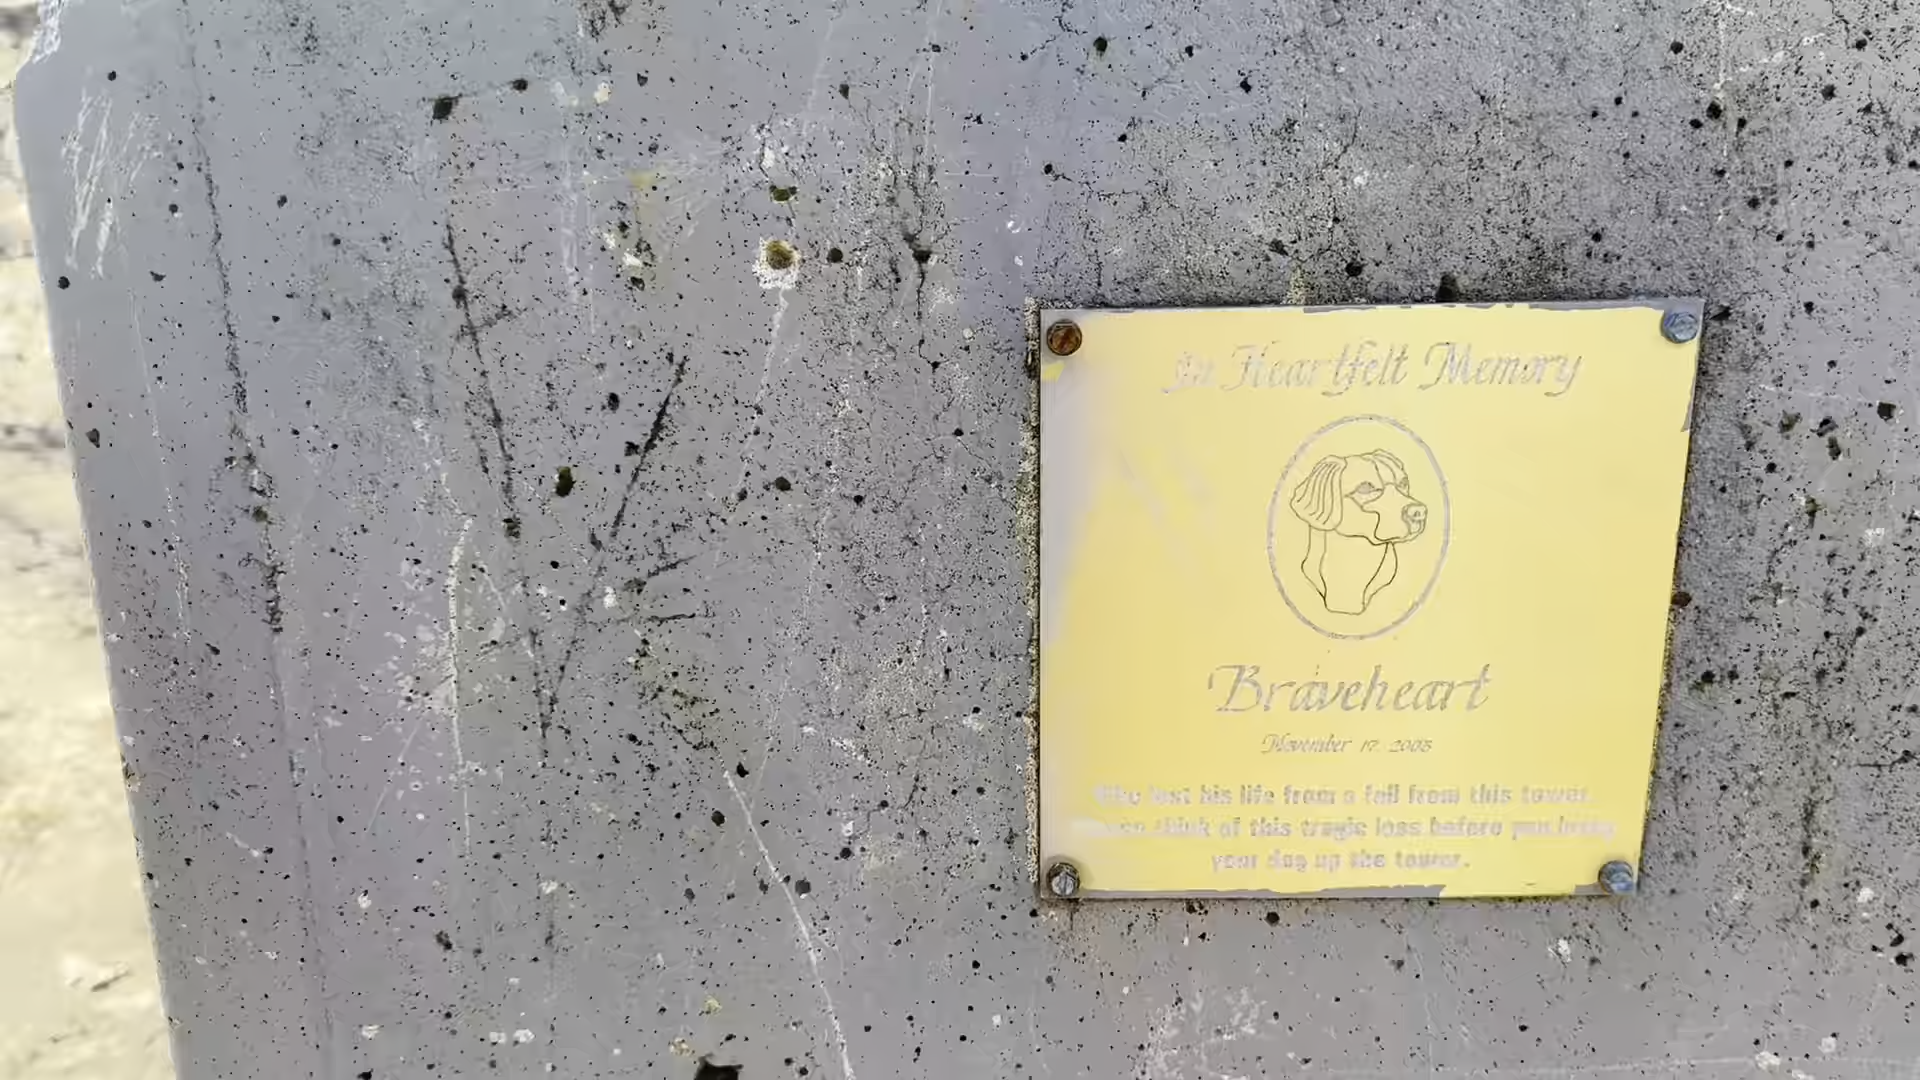 In Heartfelt Memory
Braveheart
November 17, 2008
Who lost his life from a fall from this tower.
Please think of this tragic loss before you bring
your dog up the tower.